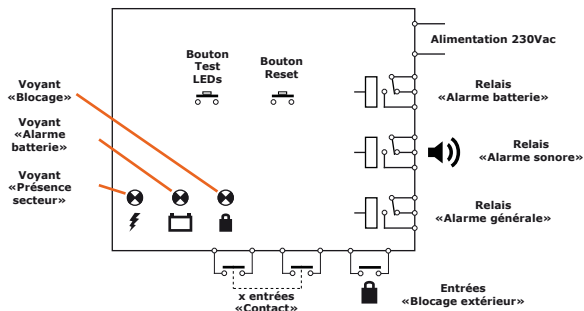 Alimentation 230Vac
Bouton
Test
LEDs
Bouton
Reset
Voyant
«Blocage»
Relais
«Alarme batterie»
Voyant
«Alarme
batterie»
Relais
«Alarme sonore»
Voyant
«Présence
secteur»
Relais
«Alarme générale»
x entrées
«Contact»
Entrées
«Blocage extérieur»